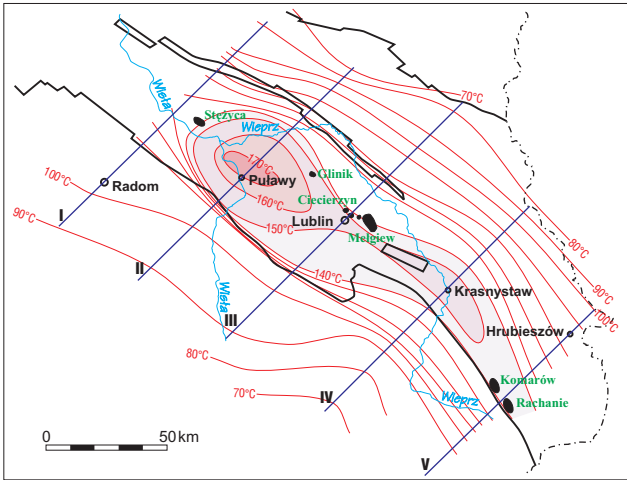 70°C
Wisła
Stężyca
Wieprz
170°C
Glinik
Puławy
100°C
Radom
160°C
Ciecierzyn
90°C
I
150°C
Lublin
Mełgiew
80°C
II
140°C
90°C
Krasnystaw
100°C
Wisła
III
Hrubieszów
80°C
Komarów
70°C
IV
Wieprz
Rachanie
0
50 km
V